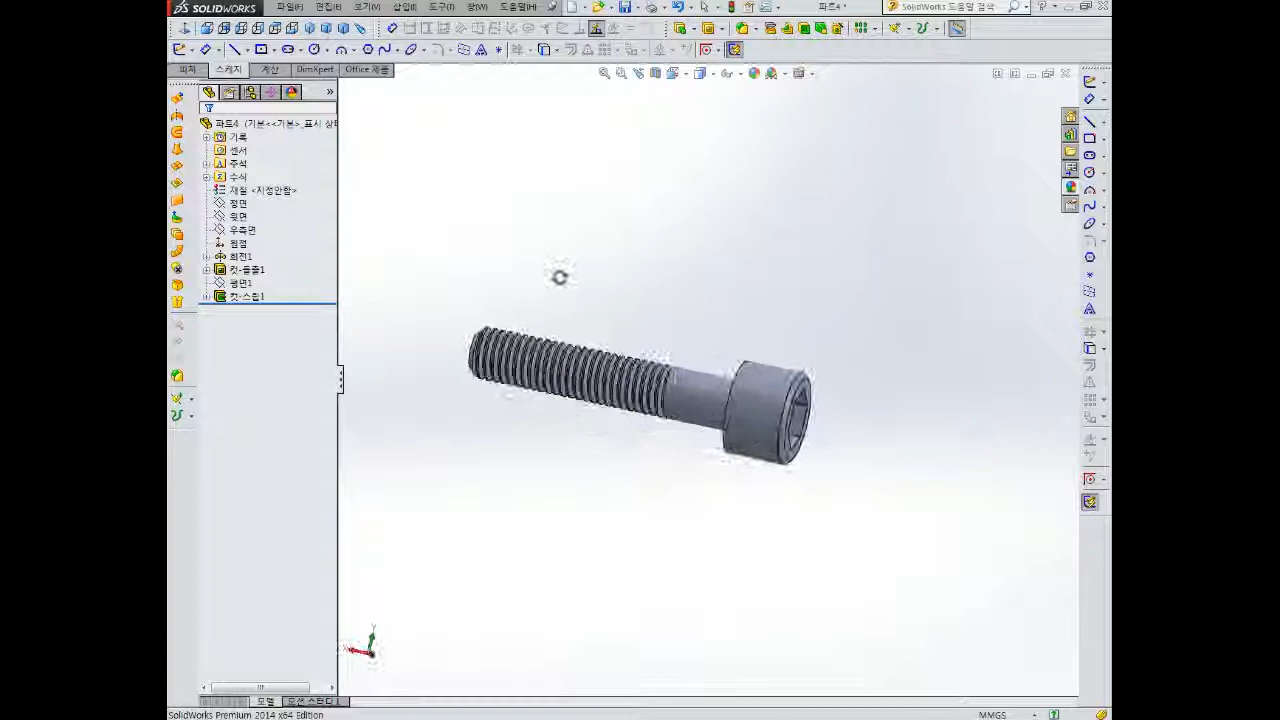 SOLIDWORKS
파일(F) 편집(E) 보기(V) 삽입(I) 도구(T) 창(W) 도움말(H)
파트4 *
SolidWorks 도움말 검색
피처 스케치 계산 DimXpert Office 제품
파트4 (기본<<기본>_표시 상태
기록
센서
주석
수식
재질 <지정안함>
정면
윗면
우측면
원점
회전1
컷-돌출1
평면1
컷-스윕1
Y
X
모델 모션 스터디 1
SolidWorks Premium 2014 x64 Edition
MMGS